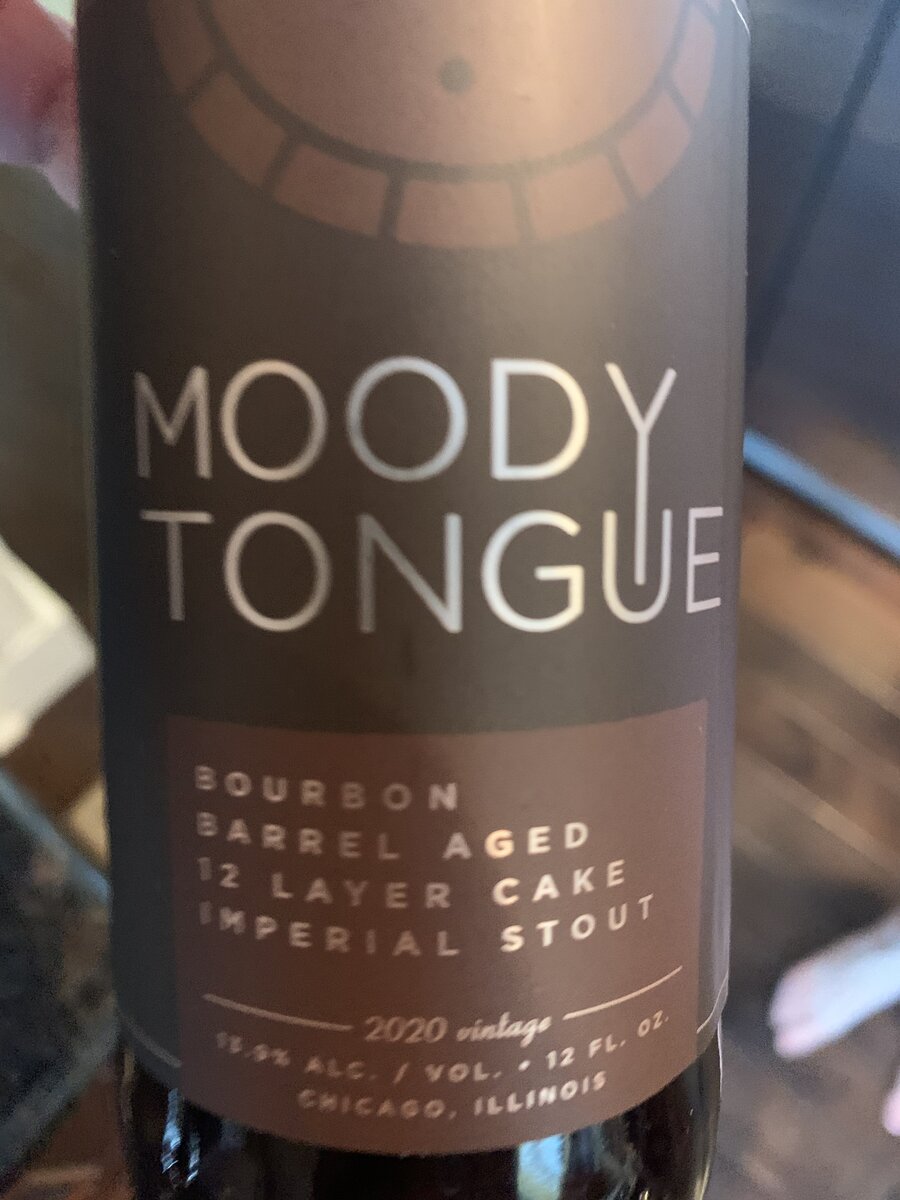 MOODY
TONGUE
BOURBON
BARREL AGED
12 LAYER CAKE
IMPERIAL STOUT
2020 vintage
ALC. / VOL. • 12 FL. OZ.
CHICAGO, ILLINOIS